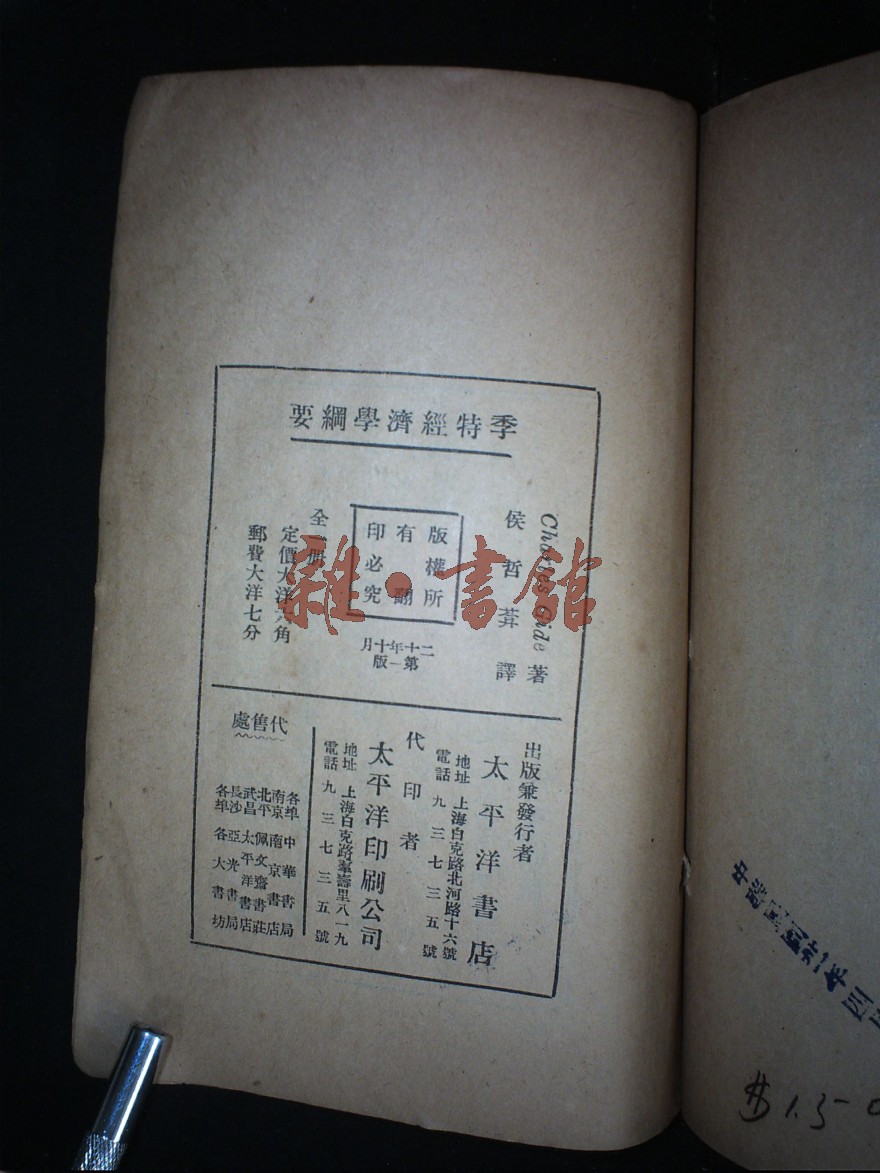 季特經濟學綱要
Charles Gide 著
侯哲葊譯
版權所
有翻
印必究
二十年十月
第一版
全一冊
定價大洋六角
郵費大洋七分
出版兼發行者
太平洋書店
地址 上海白克路北河路十六號
電話 九三七三五號
代印者
太平洋印刷公司
地址 上海白克路羣壽里八一九
電話 九三七三五號
代售處
各埠 中華書局
南京 南京書店
北平 佩文齋書莊
武昌 太平洋書店
長沙 亞光書局
各埠 各大書坊
雜·書館
$1.50